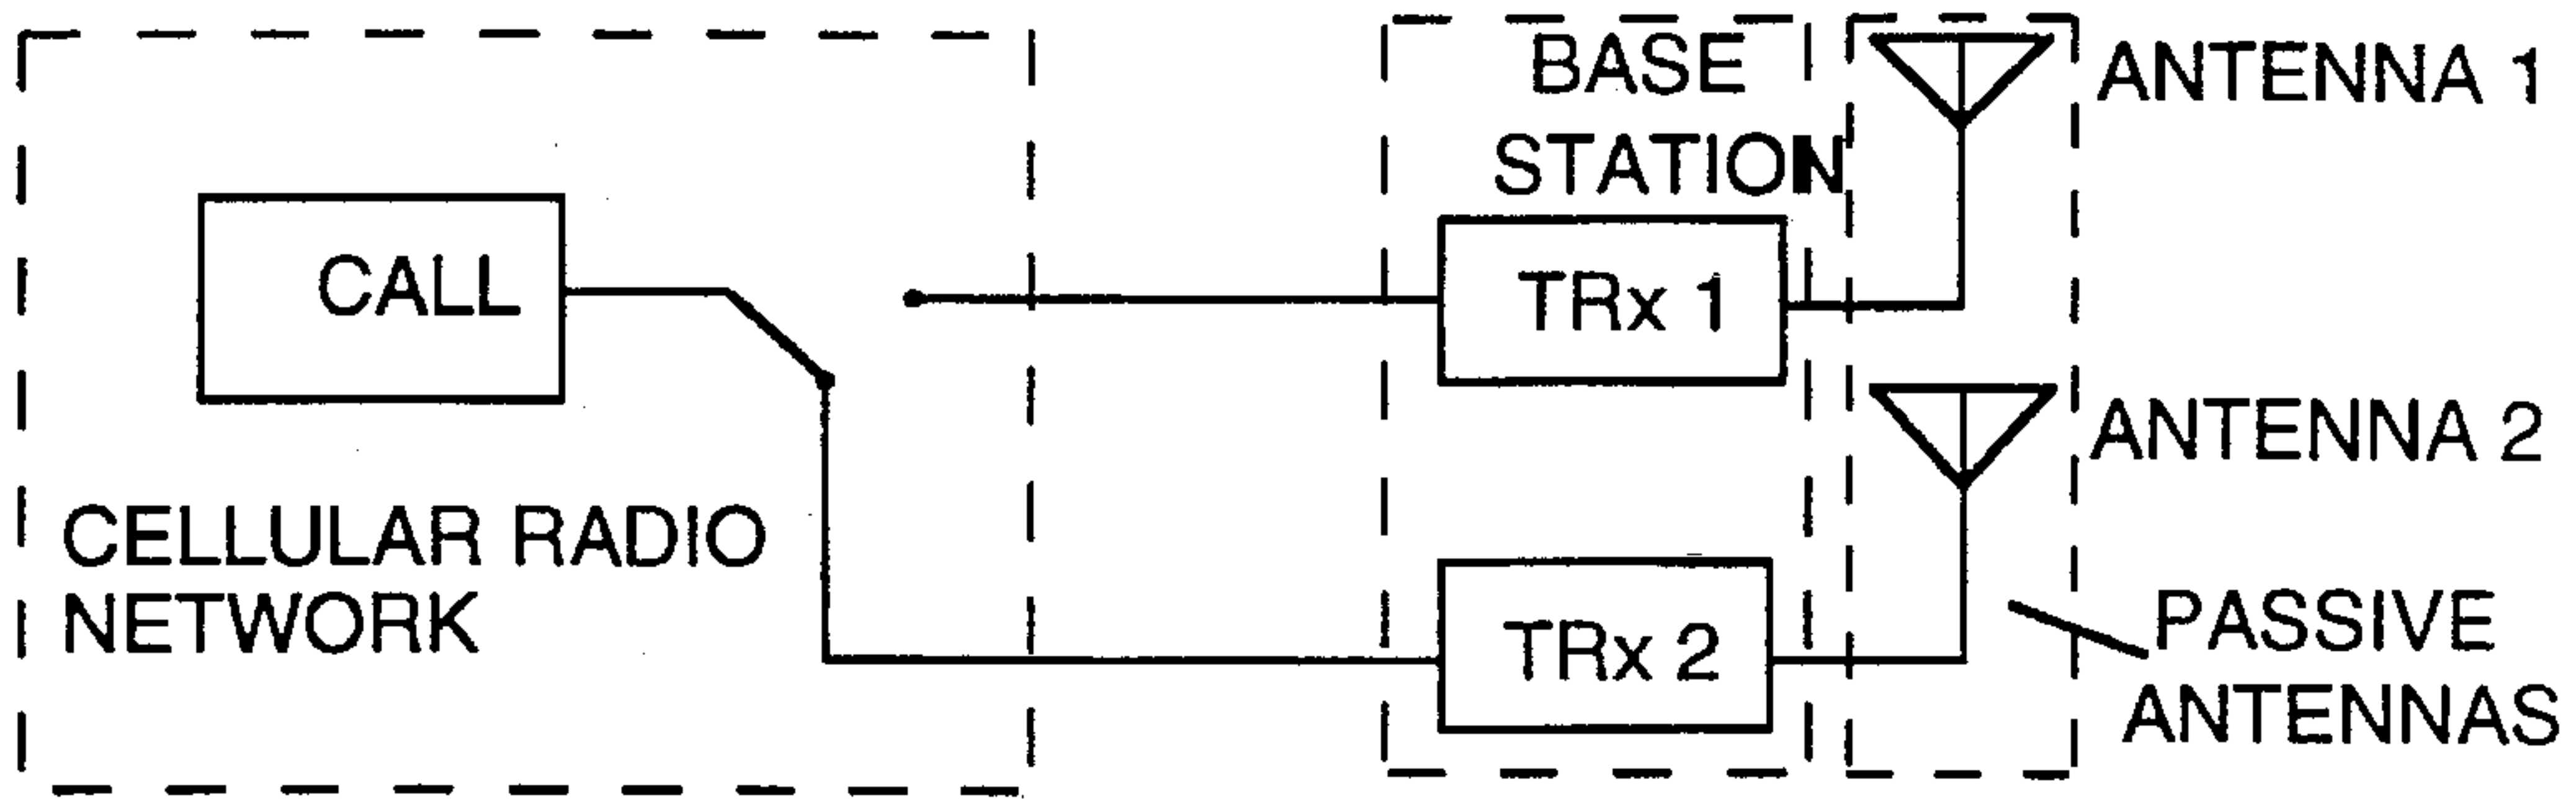 BASE
STATION
ANTENNA 1
CALL
TRx 1
ANTENNA 2
CELLULAR RADIO
NETWORK
TRx 2
PASSIVE
ANTENNAS